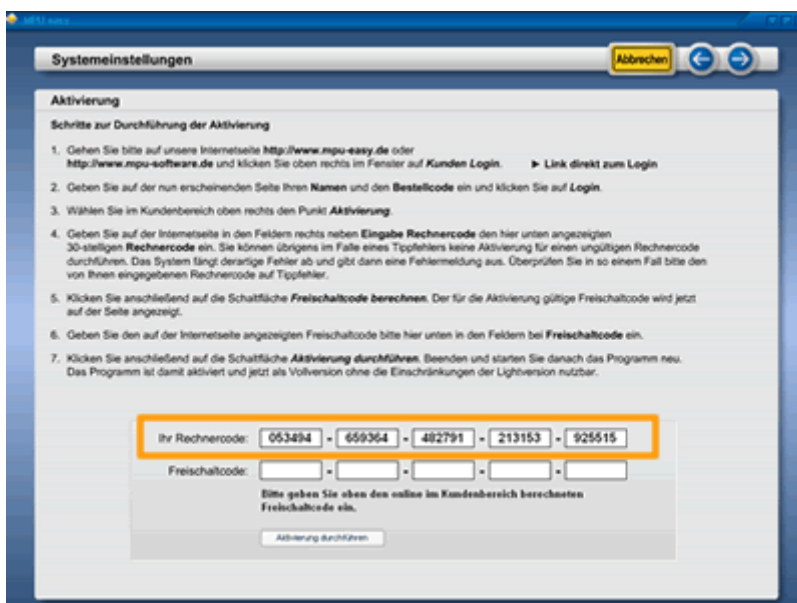 MPU easy
Systemeinstellungen
Abbrechen
Aktivierung
Schritte zur Durchführung der Aktivierung
1. Gehen Sie bitte auf unsere Internetseite http://www.mpu-easy.de oder
http://www.mpu-software.de und klicken Sie oben rechts im Fenster auf Kunden Login. ► Link direkt zum Login
2. Geben Sie auf der nun erscheinenden Seite Ihren Namen und den Bestellcode ein und klicken Sie auf Login.
3. Wählen Sie im Kundenbereich oben rechts den Punkt Aktivierung.
4. Geben Sie auf der Internetseite in den Feldern rechts neben Eingabe Rechnercode den hier unten angezeigten
30-stelligen Rechnercode ein. Sie können übrigens im Falle eines Tippfehlers keine Aktivierung für einen ungültigen Rechnercode
durchführen. Das System fängt derartige Fehler ab und gibt dann eine Fehlermeldung aus. Überprüfen Sie in so einem Fall bitte den
von Ihnen eingegebenen Rechnercode auf Tippfehler.
5. Klicken Sie anschließend auf die Schaltfläche Freischaltcode berechnen. Der für die Aktivierung gültige Freischaltcode wird jetzt
auf der Seite angezeigt.
6. Geben Sie den auf der Internetseite angezeigten Freischaltcode bitte hier unten in den Feldern bei Freischaltcode ein.
7. Klicken Sie anschließend auf die Schaltfläche Aktivierung durchführen. Beenden und starten Sie danach das Programm neu.
Das Programm ist damit aktiviert und jetzt als Vollversion ohne die Einschränkungen der Lightversion nutzbar.
Ihr Rechnercode: 053494 - 659364 - 482791 - 213153 - 925515
Freischaltcode: - - - -
Bitte geben Sie oben den online im Kundenbereich berechneten
Freischaltcode ein.
Aktivierung durchführen